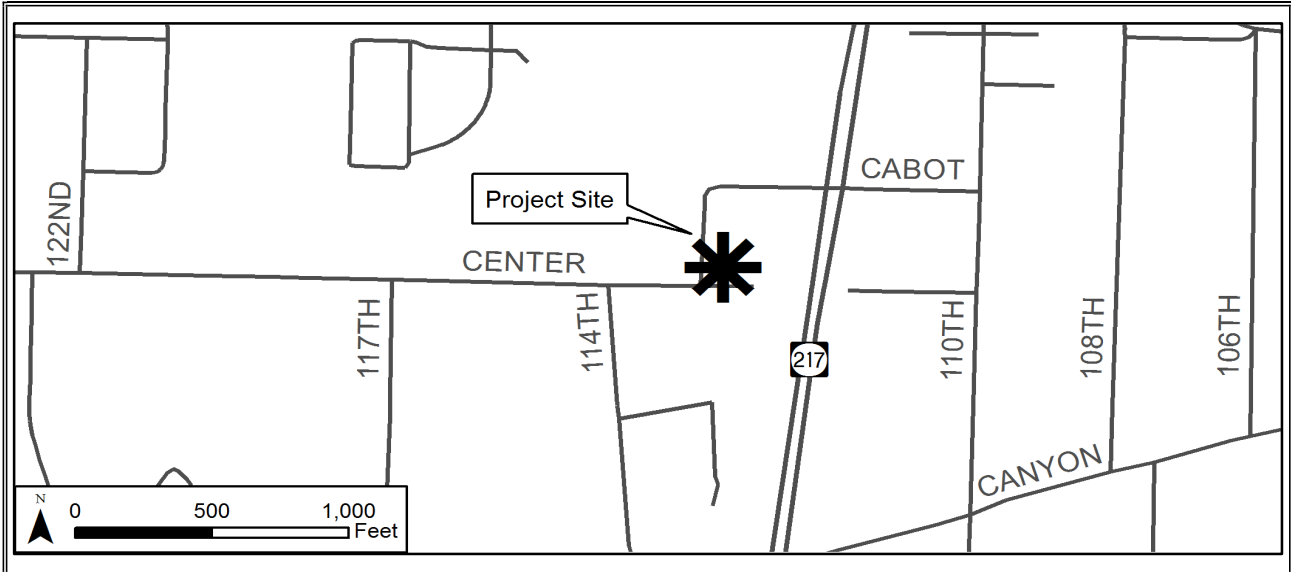 CABOT
Project Site
122ND
CENTER
117TH
114TH
217
110TH
108TH
106TH
CANYON
N
0 500 1,000
Feet